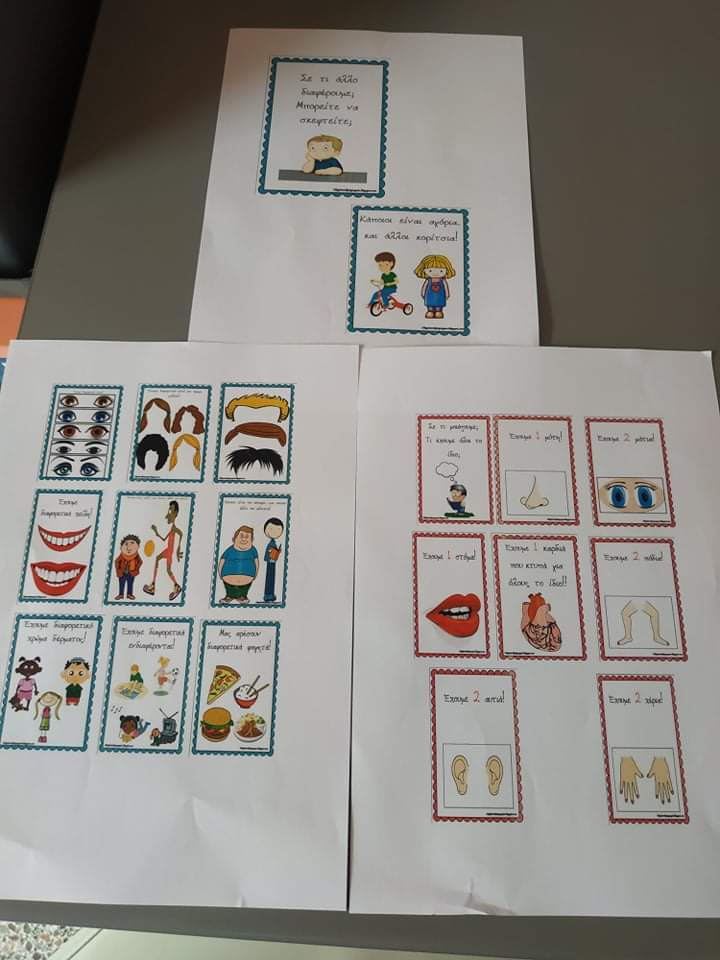 Σε τι άλλο
διαφέρουμε;
Μπορείτε να
σκεφτείτε;
Κάποιοι είναι αγόρια
και άλλοι κορίτσια!
Έχουμε
διαφορετικά
Έχουμε διαφορετικό
χρώμα δέρματος!
Έχουμε διαφορετικά
ενδιαφέροντα!
Μας αρέσουν
διαφορετικά φαγητά!
Σε τι μοιάζουμε;
Τι έχουμε όλοι το
ίδιο;
Έχουμε 1 μύτη!
Έχουμε 2 μάτια!
Έχουμε 1 στόμα!
Έχουμε 1 καρδιά
που χτυπά για
όλους το ίδιο!!
Έχουμε 2 πόδια!
Έχουμε 2 αυτιά!
Έχουμε 2 χέρια!